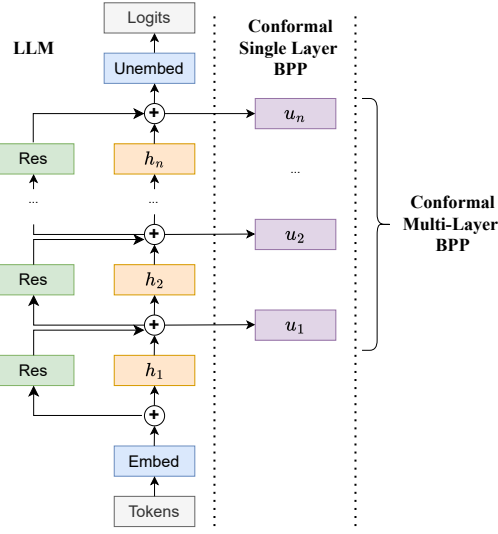 Logits
LLM
Conformal
Single Layer
BPP
Unembed
u_n
Res
h_n
...
...
...
Conformal
Multi-Layer
BPP
u_2
Res
h_2
u_1
Res
h_1
Embed
Tokens